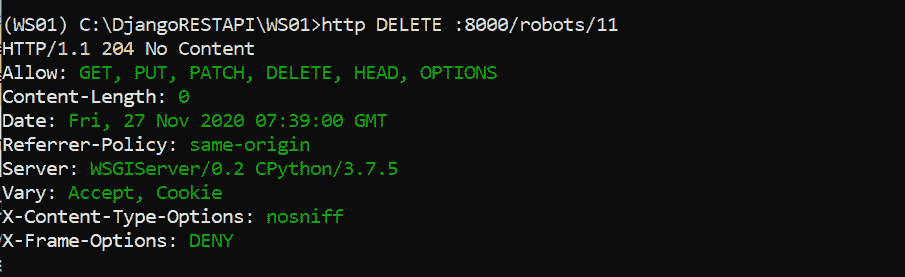 (WS01) C:\DjangoRESTAPI\WS01>http DELETE :8000/robots/11
HTTP/1.1 204 No Content
Allow: GET, PUT, PATCH, DELETE, HEAD, OPTIONS
Content-Length: 0
Date: Fri, 27 Nov 2020 07:39:00 GMT
Referrer-Policy: same-origin
Server: WSGIServer/0.2 CPython/3.7.5
Vary: Accept, Cookie
X-Content-Type-Options: nosniff
X-Frame-Options: DENY